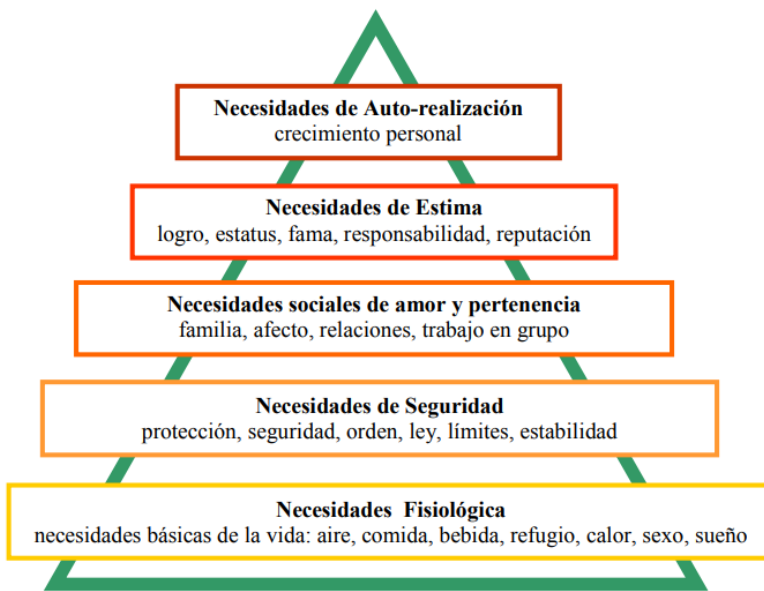 Necesidades de Auto-realización
crecimiento personal
Necesidades de Estima
logro, estatus, fama, responsabilidad, reputación
Necesidades sociales de amor y pertenencia
familia, afecto, relaciones, trabajo en grupo
Necesidades de Seguridad
protección, seguridad, orden, ley, límites, estabilidad
Necesidades Fisiológica
necesidades básicas de la vida: aire, comida, bebida, refugio, calor, sexo, sueño